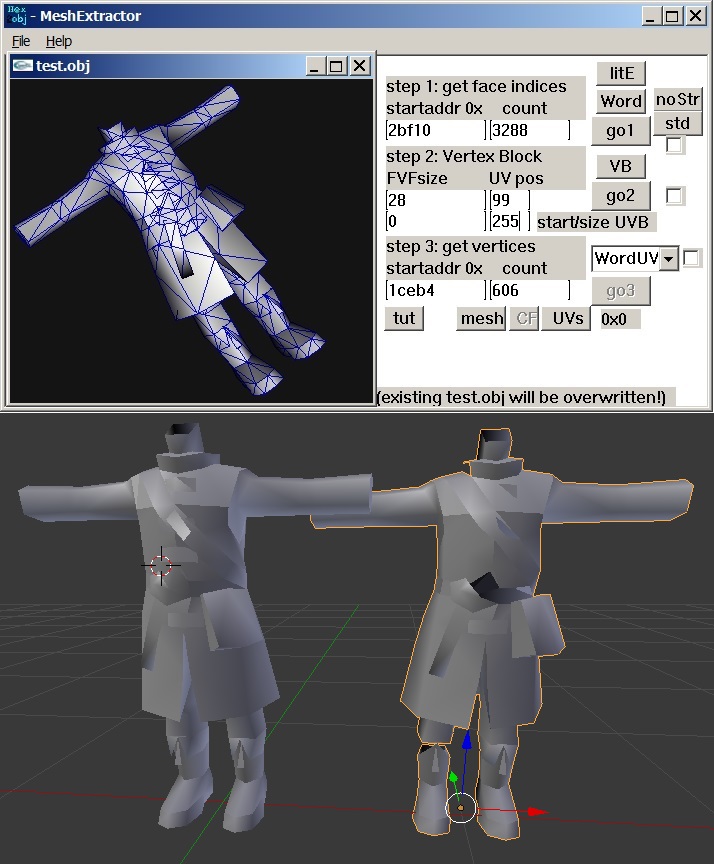 Hex obj - MeshExtractor
File Help
test.obj
litE
step 1: get face indices
Word
noStr
startaddr 0x count
std
2bf10 3288
go1
step 2: Vertex Block
VB
FVFsize UV pos
28 99
go2
0 255 start/size UVB
step 3: get vertices
WordUV
startaddr 0x count
1ceb4 606
go3
tut mesh CF UVs 0x0
(existing test.obj will be overwritten!)